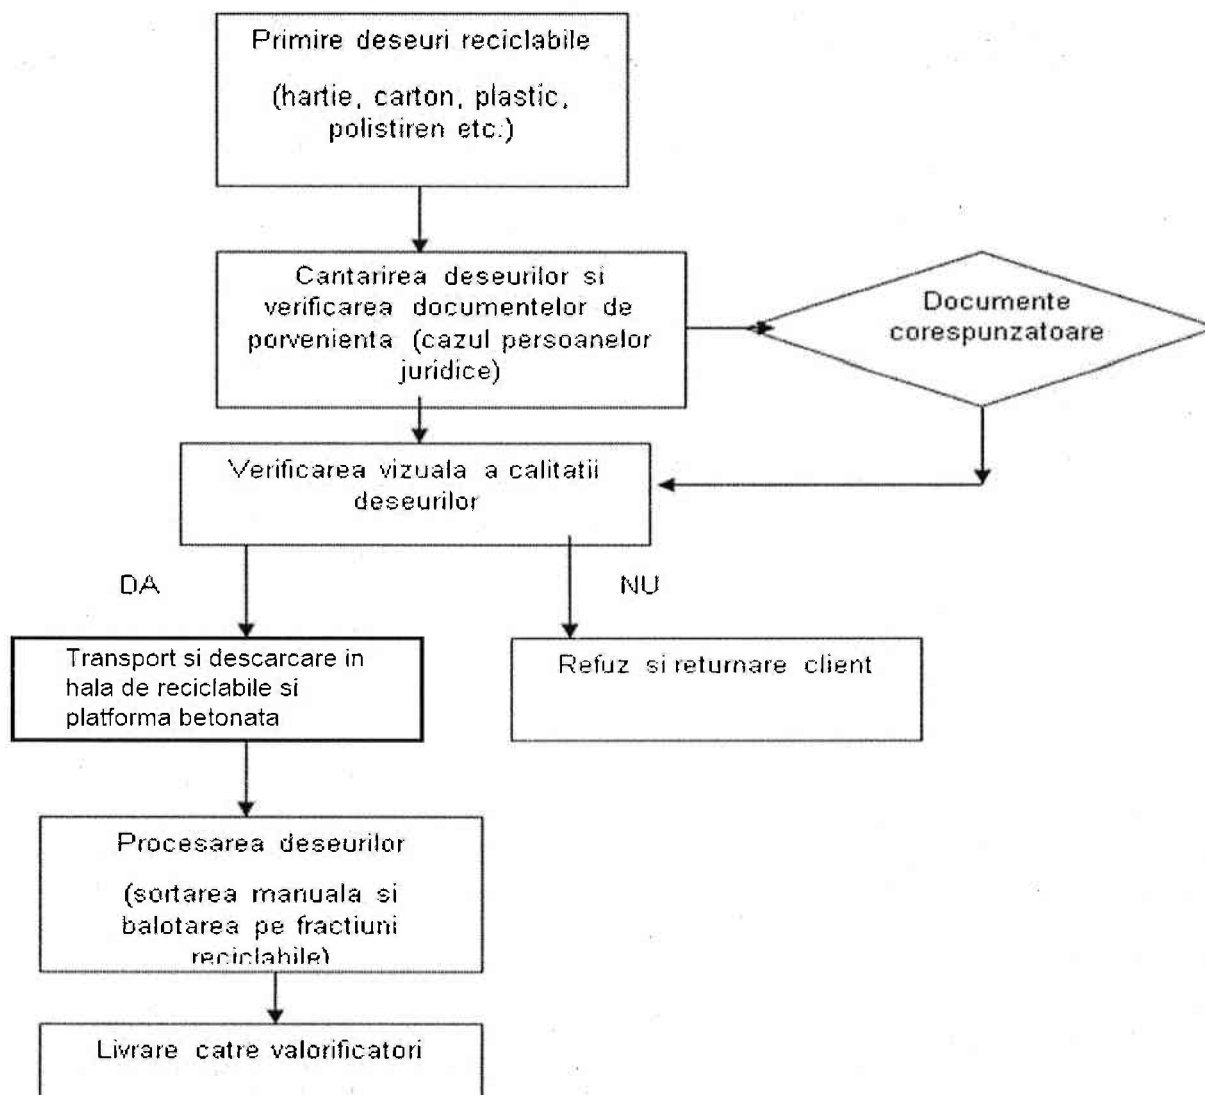 Primire deseuri reciclabile
(hartie, carton, plastic,
polistiren etc.)
Cantarirea deseurilor si
verificarea documentelor de
porvenienta (cazul persoanelor
juridice)
Documente
corespunzatoare
Verificarea vizuala a calitatii
deseurilor
DA
NU
Transport si descarcare in
hala de reciclabile si
platforma betonata
Refuz si returnare client
Procesarea deseurilor
(sortarea manuala si
balotarea pe fractiuni
reciclabile)
Livrare catre valorificatori